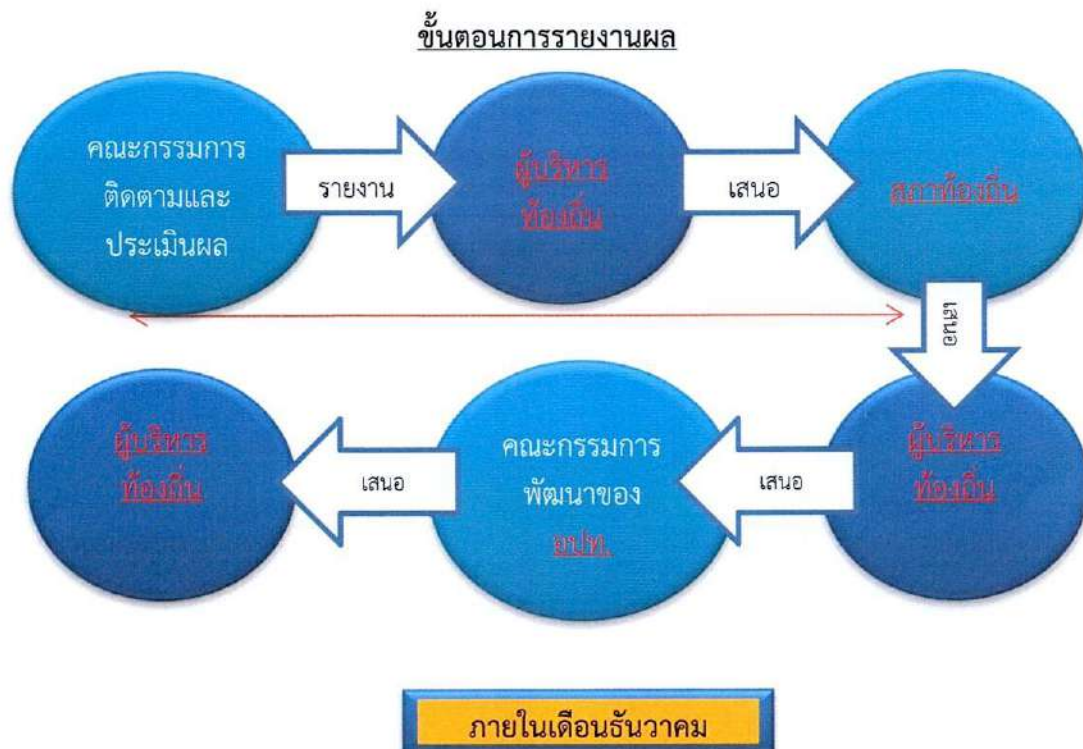 ขั้นตอนการรายงานผล
คณะกรรมการ
ติดตามและ
ประเมินผล
รายงาน
ผู้บริหาร
ท้องถิ่น
เสนอ
สภาท้องถิ่น
เสนอ
ผู้บริหาร
ท้องถิ่น
เสนอ
คณะกรรมการ
พัฒนาของ
อปท.
เสนอ
ผู้บริหาร
ท้องถิ่น
ภายในเดือนธันวาคม